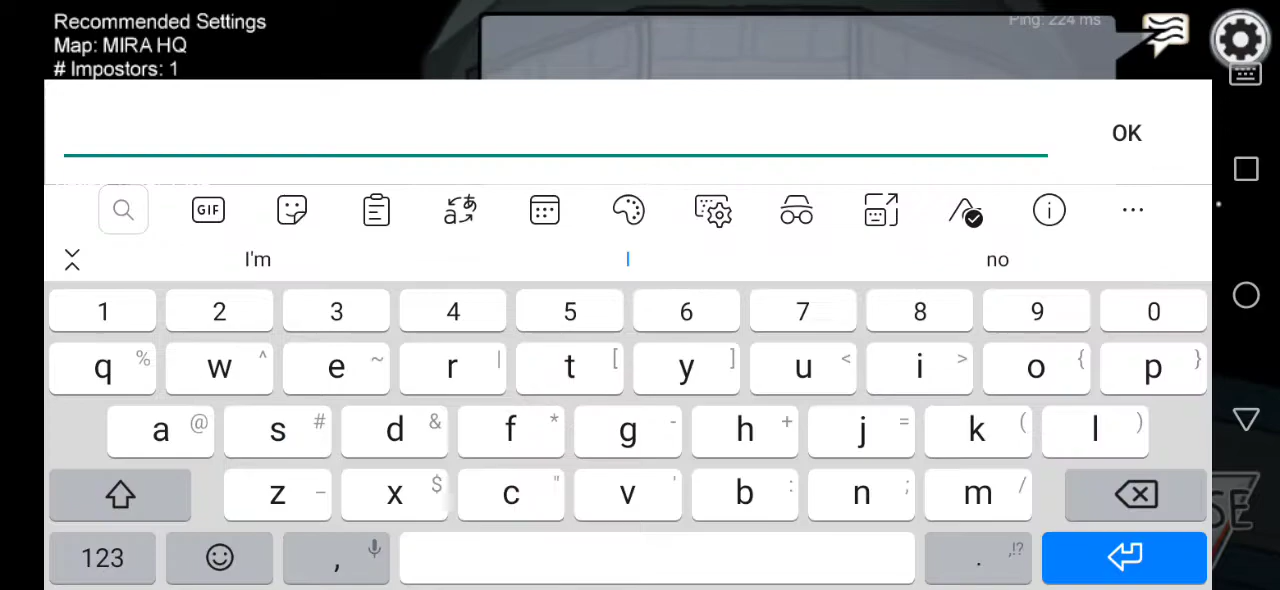 Recommended Settings
Map: MIRA HQ
# Impostors: 1
Ping: 224 ms
OK
GIF
I'm
I
no
1 2 3 4 5 6 7 8 9 0
q % w ^ e ~ r | t [ y ] u < i > o { p }
a @ s # d & f * g - h + j = k ( l )
z _ x $ c " v ' b : n ; m /
123 , . ,!?